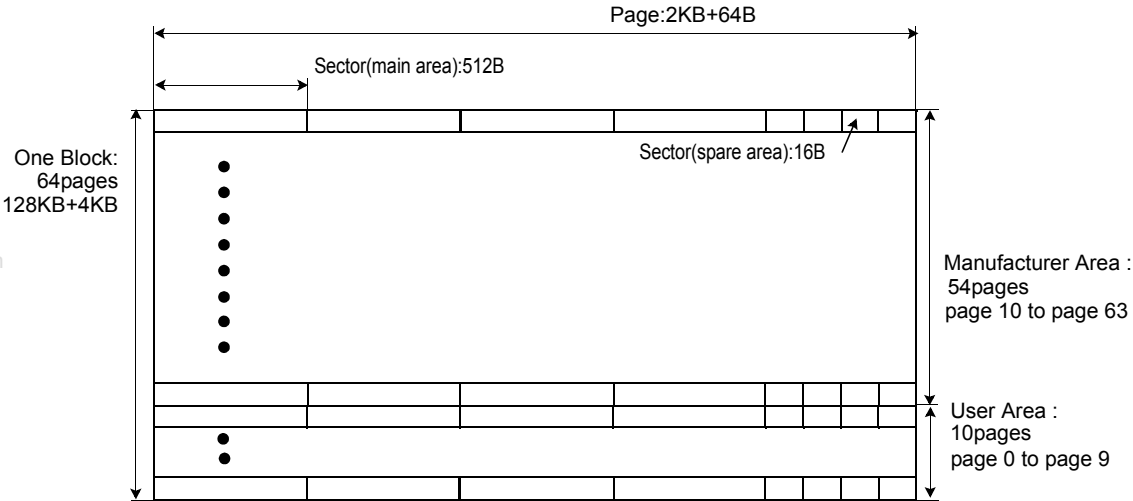 Page:2KB+64B
Sector(main area):512B
One Block:
64pages
128KB+4KB
Sector(spare area):16B
Manufacturer Area :
54pages
page 10 to page 63
User Area :
10pages
page 0 to page 9